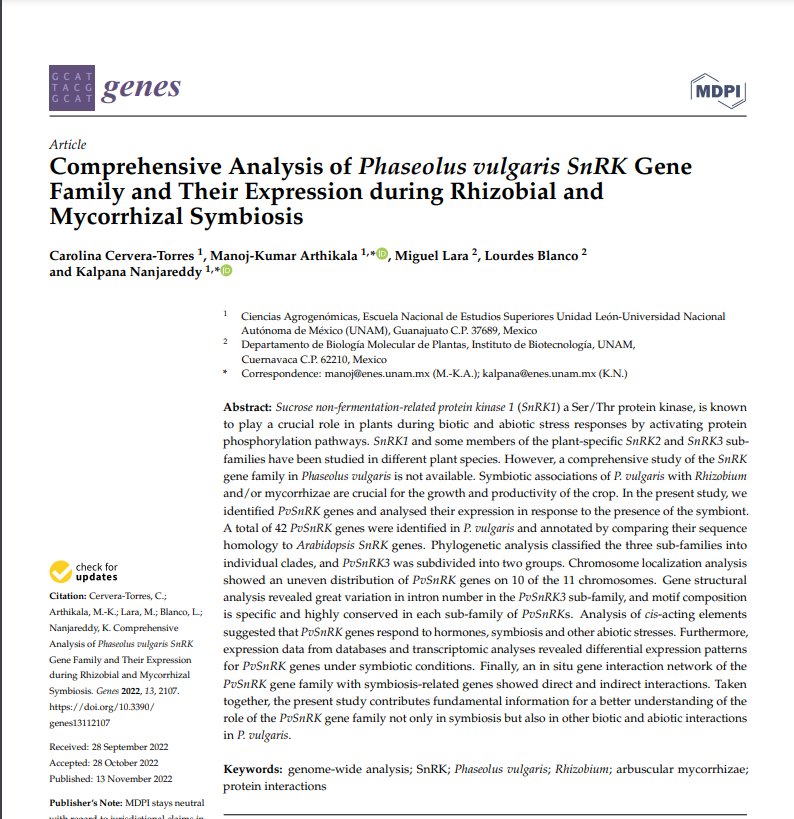 GCAT
TACG
GCAT
genes
MDPI
Article
Comprehensive Analysis of Phaseolus vulgaris SnRK Gene
Family and Their Expression during Rhizobial and
Mycorrhizal Symbiosis
Carolina Cervera-Torres 1, Manoj-Kumar Arthikala 1,*iD, Miguel Lara 2, Lourdes Blanco 2
and Kalpana Nanjareddy 1,*iD
1 Ciencias Agrogenómicas, Escuela Nacional de Estudios Superiores Unidad León-Universidad Nacional
Autónoma de México (UNAM), Guanajuato C.P. 37689, Mexico
2 Departamento de Biología Molecular de Plantas, Instituto de Biotecnología, UNAM,
Cuernavaca C.P. 62210, Mexico
* Correspondence: manoj@enes.unam.mx (M.-K.A.); kalpana@enes.unam.mx (K.N.)
Abstract: Sucrose non-fermentation-related protein kinase 1 (SnRK1) a Ser/Thr protein kinase, is known
to play a crucial role in plants during biotic and abiotic stress responses by activating protein
phosphorylation pathways. SnRK1 and some members of the plant-specific SnRK2 and SnRK3 sub-
families have been studied in different plant species. However, a comprehensive study of the SnRK
gene family in Phaseolus vulgaris is not available. Symbiotic associations of P. vulgaris with Rhizobium
and/or mycorrhizae are crucial for the growth and productivity of the crop. In the present study, we
identified PvSnRK genes and analysed their expression in response to the presence of the symbiont.
A total of 42 PvSnRK genes were identified in P. vulgaris and annotated by comparing their sequence
homology to Arabidopsis SnRK genes. Phylogenetic analysis classified the three sub-families into
individual clades, and PvSnRK3 was subdivided into two groups. Chromosome localization analysis
showed an uneven distribution of PvSnRK genes on 10 of the 11 chromosomes. Gene structural
analysis revealed great variation in intron number in the PvSnRK3 sub-family, and motif composition
is specific and highly conserved in each sub-family of PvSnRKs. Analysis of cis-acting elements
suggested that PvSnRK genes respond to hormones, symbiosis and other abiotic stresses. Furthermore,
expression data from databases and transcriptomic analyses revealed differential expression patterns
for PvSnRK genes under symbiotic conditions. Finally, an in situ gene interaction network of the
PvSnRK gene family with symbiosis-related genes showed direct and indirect interactions. Taken
together, the present study contributes fundamental information for a better understanding of the
role of the PvSnRK gene family not only in symbiosis but also in other biotic and abiotic interactions
in P. vulgaris.
Keywords: genome-wide analysis; SnRK; Phaseolus vulgaris; Rhizobium; arbuscular mycorrhizae;
protein interactions
check for
updates
Citation: Cervera-Torres, C.;
Arthikala, M.-K.; Lara, M.; Blanco, L.;
Nanjareddy, K. Comprehensive
Analysis of Phaseolus vulgaris SnRK
Gene Family and Their Expression
during Rhizobial and Mycorrhizal
Symbiosis. Genes 2022, 13, 2107.
https://doi.org/10.3390/
genes13112107
Received: 28 September 2022
Accepted: 28 October 2022
Published: 13 November 2022
Publisher's Note: MDPI stays neutral
with regard to jurisdictional claims in